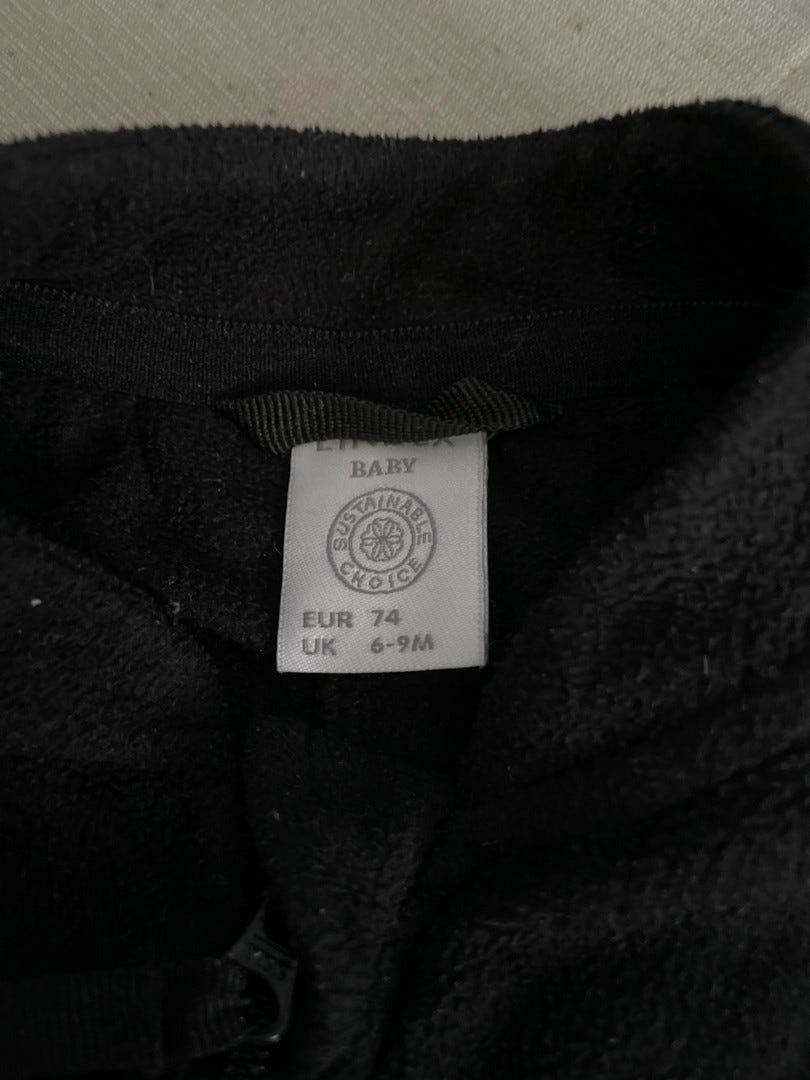 BABY
SUSTAINABLE
CHOICE
EUR 74
UK 6-9M